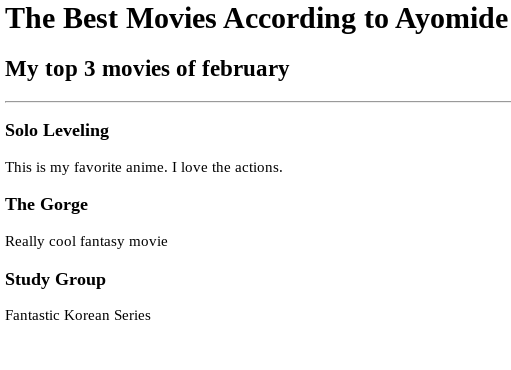 The Best Movies According to Ayomide
My top 3 movies of february
Solo Leveling
This is my favorite anime. I love the actions.
The Gorge
Really cool fantasy movie
Study Group
Fantastic Korean Series